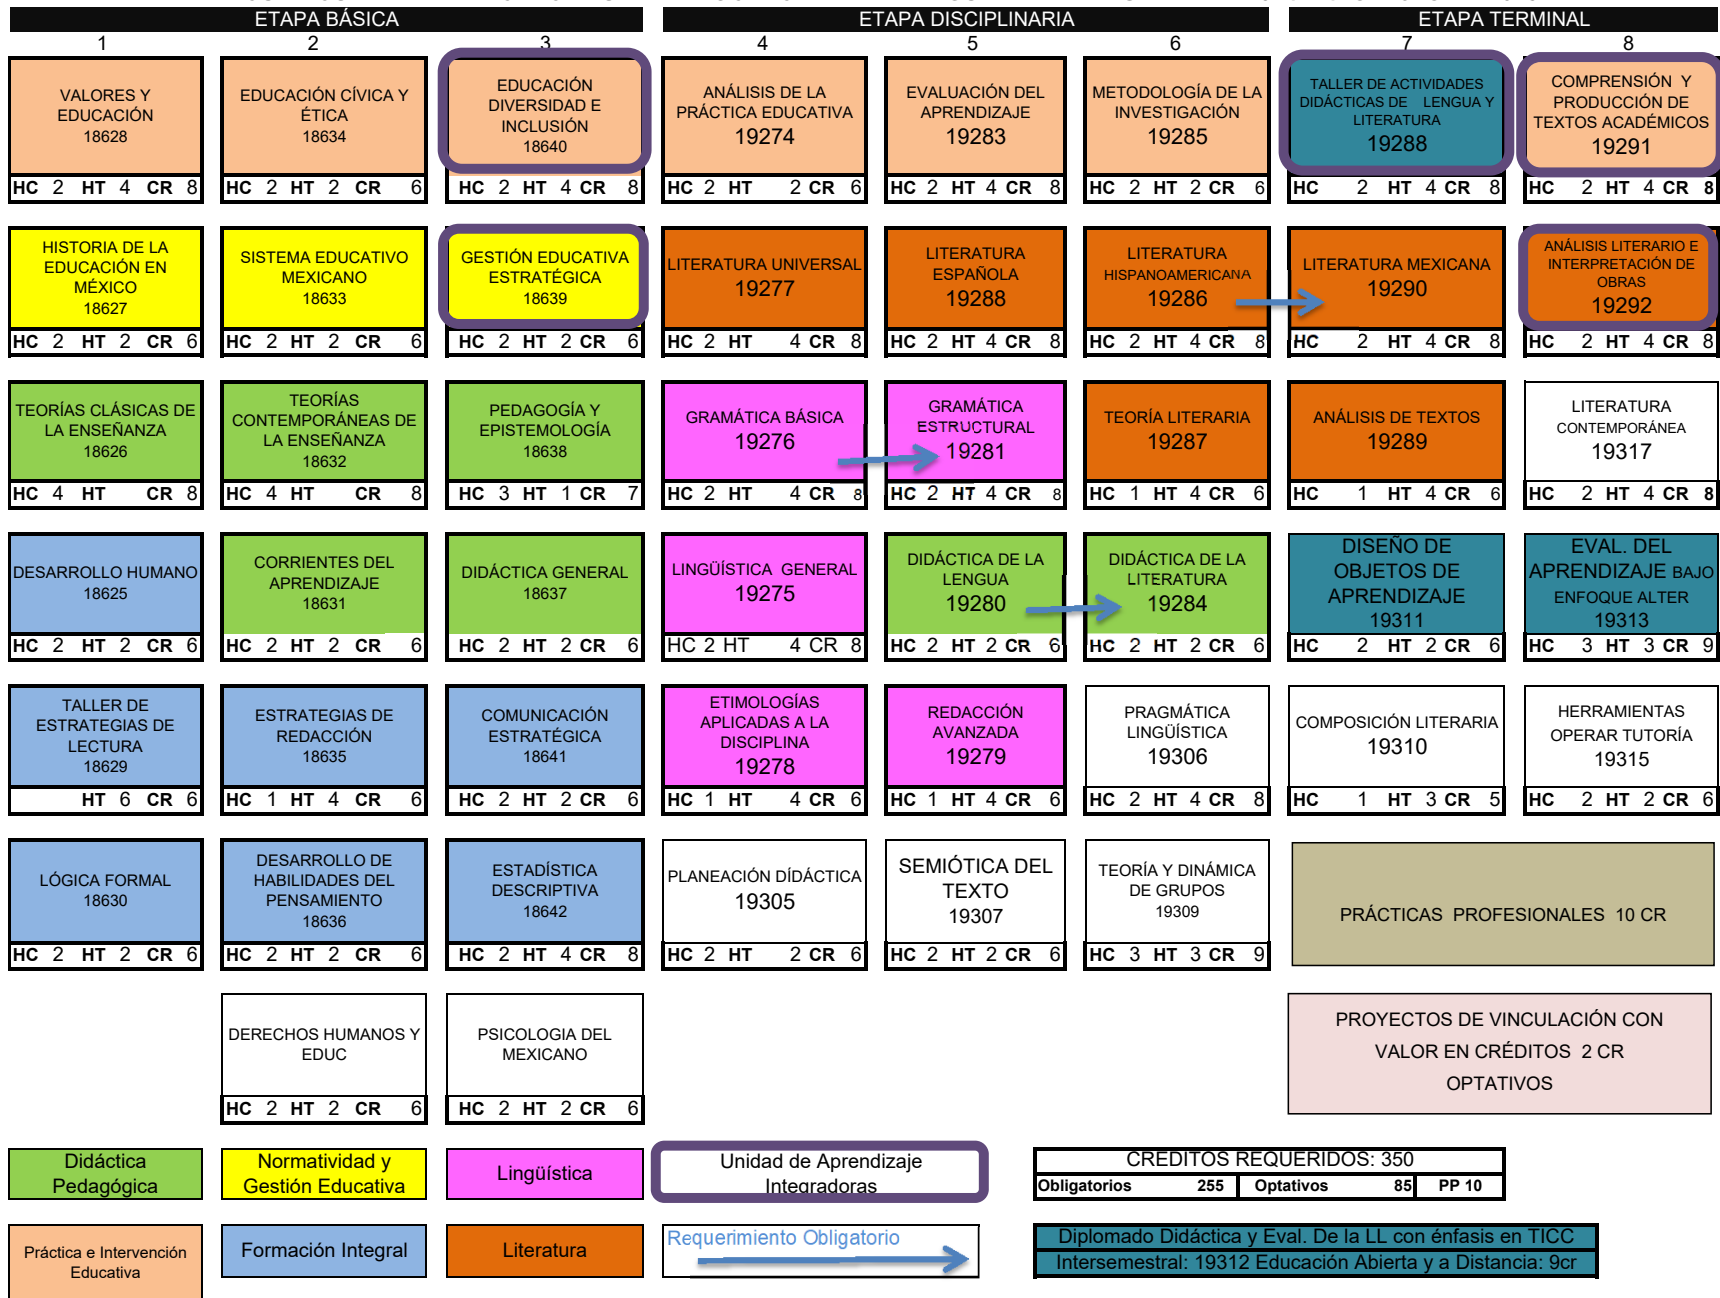 ETAPA BÁSICA
ETAPA DISCIPLINARIA
ETAPA TERMINAL
1 2 3 4 5 6 7 8
VALORES Y
EDUCACIÓN
18628
HC 2 HT 4 CR 8
EDUCACIÓN CÍVICA Y
ÉTICA
18634
HC 2 HT 2 CR 6
EDUCACIÓN
DIVERSIDAD E
INCLUSIÓN
18640
HC 2 HT 4 CR 8
ANÁLISIS DE LA
PRÁCTICA EDUCATIVA
19274
HC 2 HT 2 CR 6
EVALUACIÓN DEL
APRENDIZAJE
19283
HC 2 HT 4 CR 8
METODOLOGÍA DE LA
INVESTIGACIÓN
19285
HC 2 HT 2 CR 6
TALLER DE ACTIVIDADES
DIDÁCTICAS DE LENGUA Y
LITERATURA
19288
HC 2 HT 4 CR 8
COMPRENSIÓN Y
PRODUCCIÓN DE
TEXTOS ACADÉMICOS
19291
HC 2 HT 4 CR 8
HISTORIA DE LA
EDUCACIÓN EN
MÉXICO
18627
HC 2 HT 2 CR 6
SISTEMA EDUCATIVO
MEXICANO
18633
HC 2 HT 2 CR 6
GESTIÓN EDUCATIVA
ESTRATÉGICA
18639
HC 2 HT 2 CR 6
LITERATURA UNIVERSAL
19277
HC 2 HT 4 CR 8
LITERATURA
ESPAÑOLA
19288
HC 2 HT 4 CR 8
LITERATURA
HISPANOAMERICANA
19286
HC 2 HT 4 CR 8
LITERATURA MEXICANA
19290
HC 2 HT 4 CR 8
ANÁLISIS LITERARIO E
INTERPRETACIÓN DE
OBRAS
19292
HC 2 HT 4 CR 8
TEORÍAS CLÁSICAS DE
LA ENSEÑANZA
18626
HC 4 HT CR 8
TEORÍAS
CONTEMPORÁNEAS DE
LA ENSEÑANZA
18632
HC 4 HT CR 8
PEDAGOGÍA Y
EPISTEMOLOGÍA
18638
HC 3 HT 1 CR 7
GRAMÁTICA BÁSICA
19276
HC 2 HT 4 CR 8
GRAMÁTICA
ESTRUCTURAL
19281
HC 2 HT 4 CR 8
TEORÍA LITERARIA
19287
HC 1 HT 4 CR 6
ANÁLISIS DE TEXTOS
19289
HC 1 HT 4 CR 6
LITERATURA
CONTEMPORÁNEA
19317
HC 2 HT 4 CR 8
DESARROLLO HUMANO
18625
HC 2 HT 2 CR 6
CORRIENTES DEL
APRENDIZAJE
18631
HC 2 HT 2 CR 6
DIDÁCTICA GENERAL
18637
HC 2 HT 2 CR 6
LINGÜÍSTICA GENERAL
19275
HC 2 HT 4 CR 8
DIDÁCTICA DE LA
LENGUA
19280
HC 2 HT 2 CR 6
DIDÁCTICA DE LA
LITERATURA
19284
HC 2 HT 2 CR 6
DISEÑO DE
OBJETOS DE
APRENDIZAJE
19311
HC 2 HT 2 CR 6
EVAL. DEL
APRENDIZAJE BAJO
ENFOQUE ALTER
19313
HC 3 HT 3 CR 9
TALLER DE
ESTRATEGIAS DE
LECTURA
18629
HT 6 CR 6
ESTRATEGIAS DE
REDACCIÓN
18635
HC 1 HT 4 CR 6
COMUNICACIÓN
ESTRATÉGICA
18641
HC 2 HT 2 CR 6
ETIMOLOGÍAS
APLICADAS A LA
DISCIPLINA
19278
HC 1 HT 4 CR 6
REDACCIÓN
AVANZADA
19279
HC 1 HT 4 CR 6
PRAGMÁTICA
LINGÜÍSTICA
19306
HC 2 HT 4 CR 8
COMPOSICIÓN LITERARIA
19310
HC 1 HT 3 CR 5
HERRAMIENTAS
OPERAR TUTORÍA
19315
HC 2 HT 2 CR 6
LÓGICA FORMAL
18630
HC 2 HT 2 CR 6
DESARROLLO DE
HABILIDADES DEL
PENSAMIENTO
18636
HC 2 HT 2 CR 6
ESTADÍSTICA
DESCRIPTIVA
18642
HC 2 HT 4 CR 8
PLANEACIÓN DÍDÁCTICA
19305
HC 2 HT 2 CR 6
SEMIÓTICA DEL
TEXTO
19307
HC 2 HT 2 CR 6
TEORÍA Y DINÁMICA
DE GRUPOS
19309
HC 3 HT 3 CR 9
PRÁCTICAS PROFESIONALES 10 CR
DERECHOS HUMANOS Y
EDUC
HC 2 HT 2 CR 6
PSICOLOGIA DEL
MEXICANO
HC 2 HT 2 CR 6
PROYECTOS DE VINCULACIÓN CON
VALOR EN CRÉDITOS 2 CR
OPTATIVOS
Didáctica
Pedagógica
Normatividad y
Gestión Educativa
Lingüística
Unidad de Aprendizaje
Integradoras
CREDITOS REQUERIDOS: 350
Obligatorios 255 Optativos 85 PP 10
Práctica e Intervención
Educativa
Formación Integral
Literatura
Requerimiento Obligatorio
Diplomado Didáctica y Eval. De la LL con énfasis en TICC
Intersemestral: 19312 Educación Abierta y a Distancia: 9cr